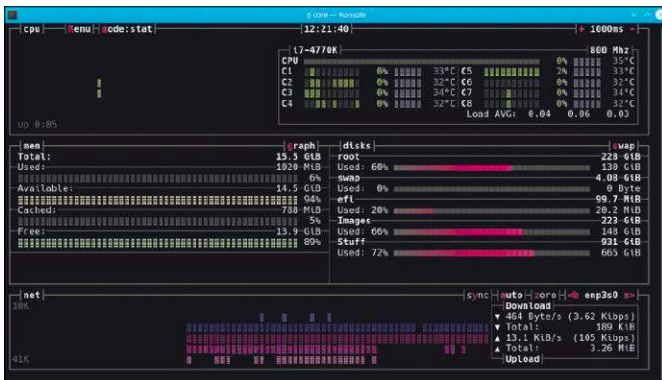 g core — Konsole
cpu Menu mode:stat 12:21:40 + 1000ms -
i7-4770K 800 Mhz
CPU 0% 35°C
C1 0% 33°C C5 2% 33°C
C2 0% 32°C C6 0% 32°C
C3 0% 34°C C7 0% 34°C
C4 0% 32°C C8 0% 32°C
Load AVG: 0.04 0.06 0.03
up 0:05
mem graph disks swap
Total: 15.5 GiB root 228 GiB
Used: 1020 MiB Used: 60% 130 GiB
6% swap 4.08 GiB
Available: 14.5 GiB Used: 0% 0 Byte
94% efi 99.7 MiB
Cached: 780 MiB Used: 20% 20.2 MiB
5% Images 223 GiB
Free: 13.9 GiB Used: 66% 148 GiB
89% Stuff 931 GiB
Used: 72% 665 GiB
net sync auto zero <b enp3s0 n>
10K Download
▼ 464 Byte/s (3.62 Kibps)
▼ Total: 189 KiB
▲ 13.1 KiB/s (105 Kibps)
▲ Total: 3.26 MiB
41K Upload